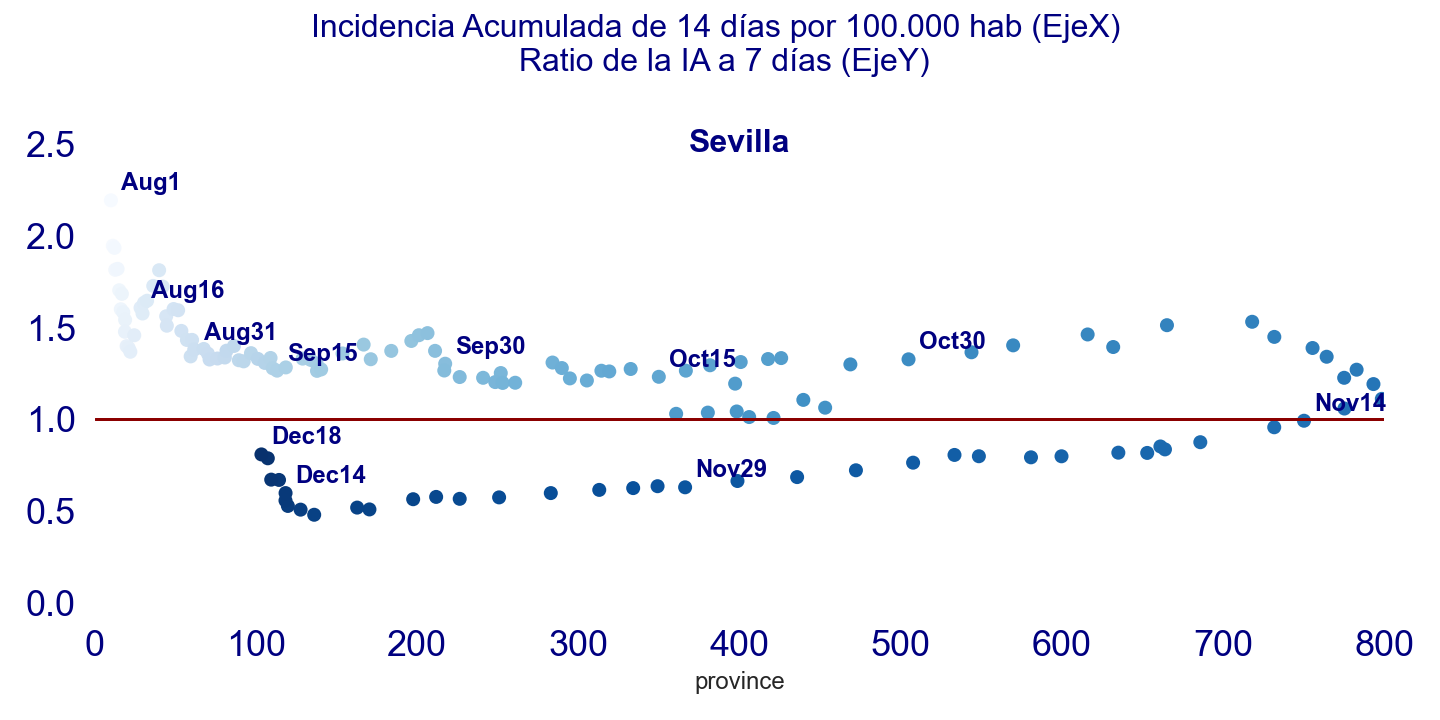 Incidencia Acumulada de 14 días por 100.000 hab (EjeX)
Ratio de la IA a 7 días (EjeY)
Sevilla
2.5
Aug1
2.0
Aug16
1.5
Aug31
Sep15
Sep30
Oct15
Oct30
Nov14
1.0
Dec18
Dec14
Nov29
0.5
0.0
0 100 200 300 400 500 600 700 800
province